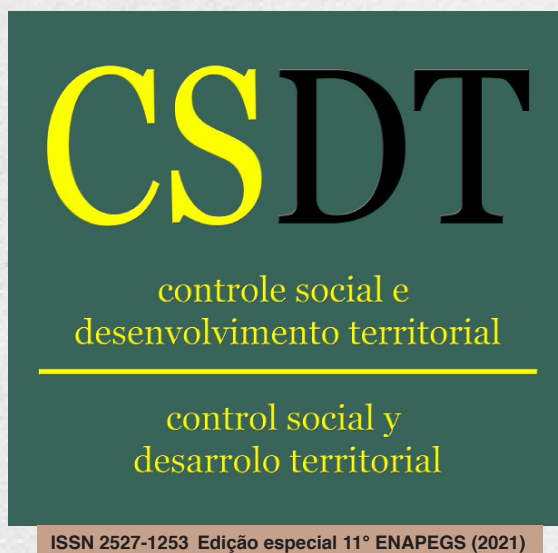 CSDT
controle social e
desenvolvimento territorial
control social y
desarrolo territorial
ISSN 2527-1253 Edição especial 11° ENAPEGS (2021)